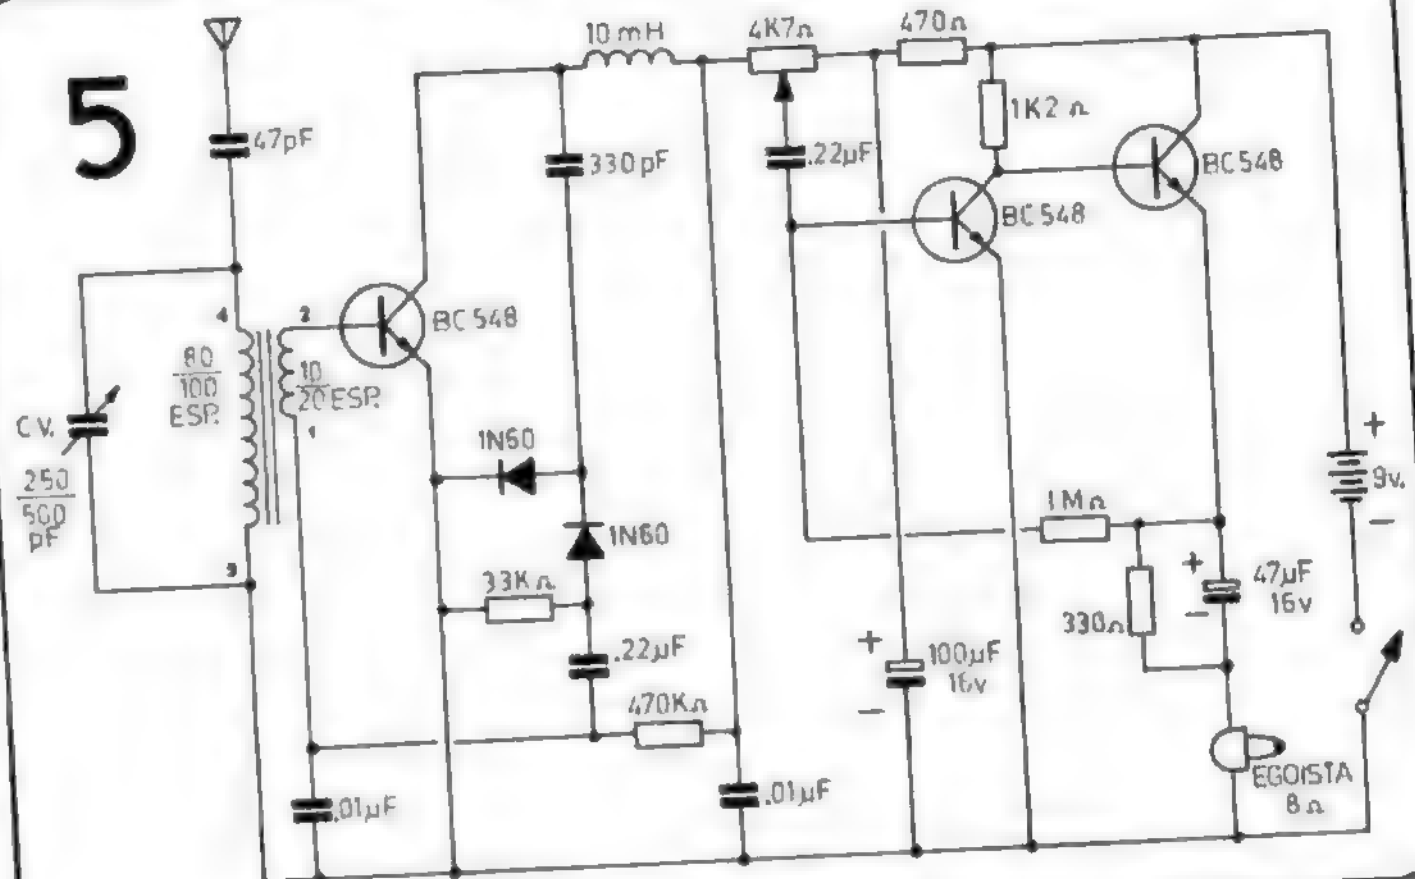 5
10 mH
4K7Ω
470Ω
47pF
330pF
.22µF
1K2 Ω
BC548
BC548
4
2
BC548
80
100
ESP.
10
20 ESP.
1
C.V.
250
500
pF
3
1N60
1N60
33KΩ
.22µF
470KΩ
.01µF
.01µF
1MΩ
330Ω
+
-
47µF
16v
+
-
100µF
16v
+
9v.
-
EGOISTA
8Ω